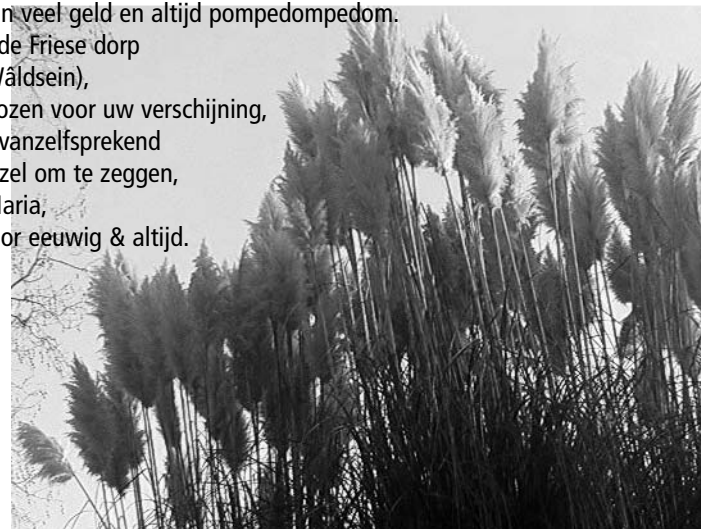 n veel geld en altijd pompedompedom.
de Friese dorp
Wâldsein),
ozen voor uw verschijning,
vanzelfsprekend
zel om te zeggen,
Maria,
or eeuwig & altijd.